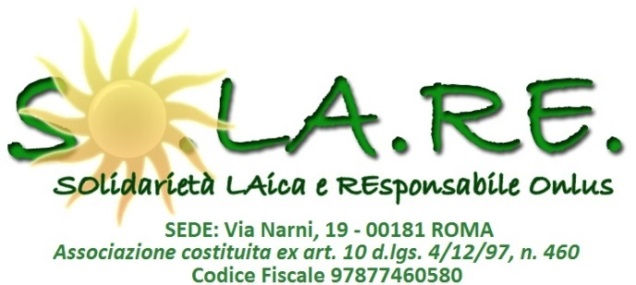 SO.LA.RE.
SOlidarietà LAica e REsponsabile Onlus
SEDE: Via Narni, 19 - 00181 ROMA
Associazione costituita ex art. 10 d.lgs. 4/12/97, n. 460
Codice Fiscale 97877460580